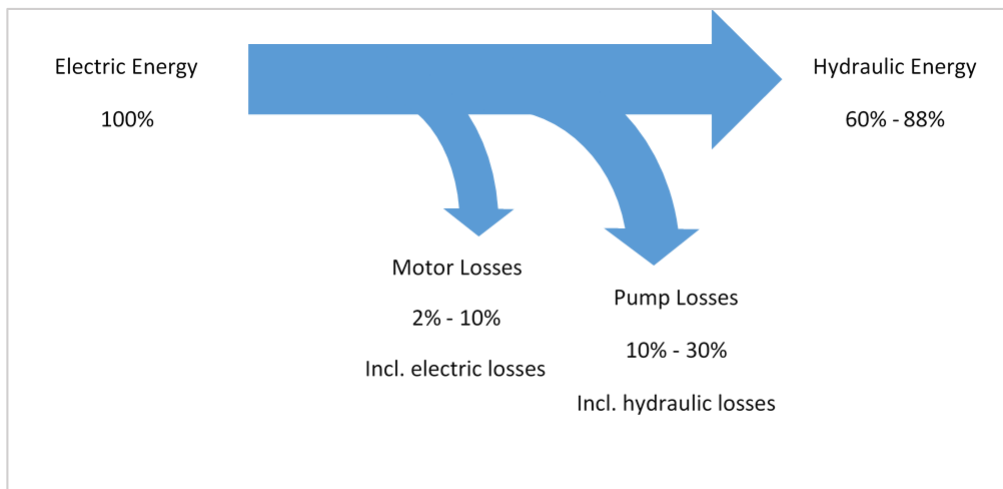 Electric Energy
100%
Hydraulic Energy
60% - 88%
Motor Losses
2% - 10%
Incl. electric losses
Pump Losses
10% - 30%
Incl. hydraulic losses